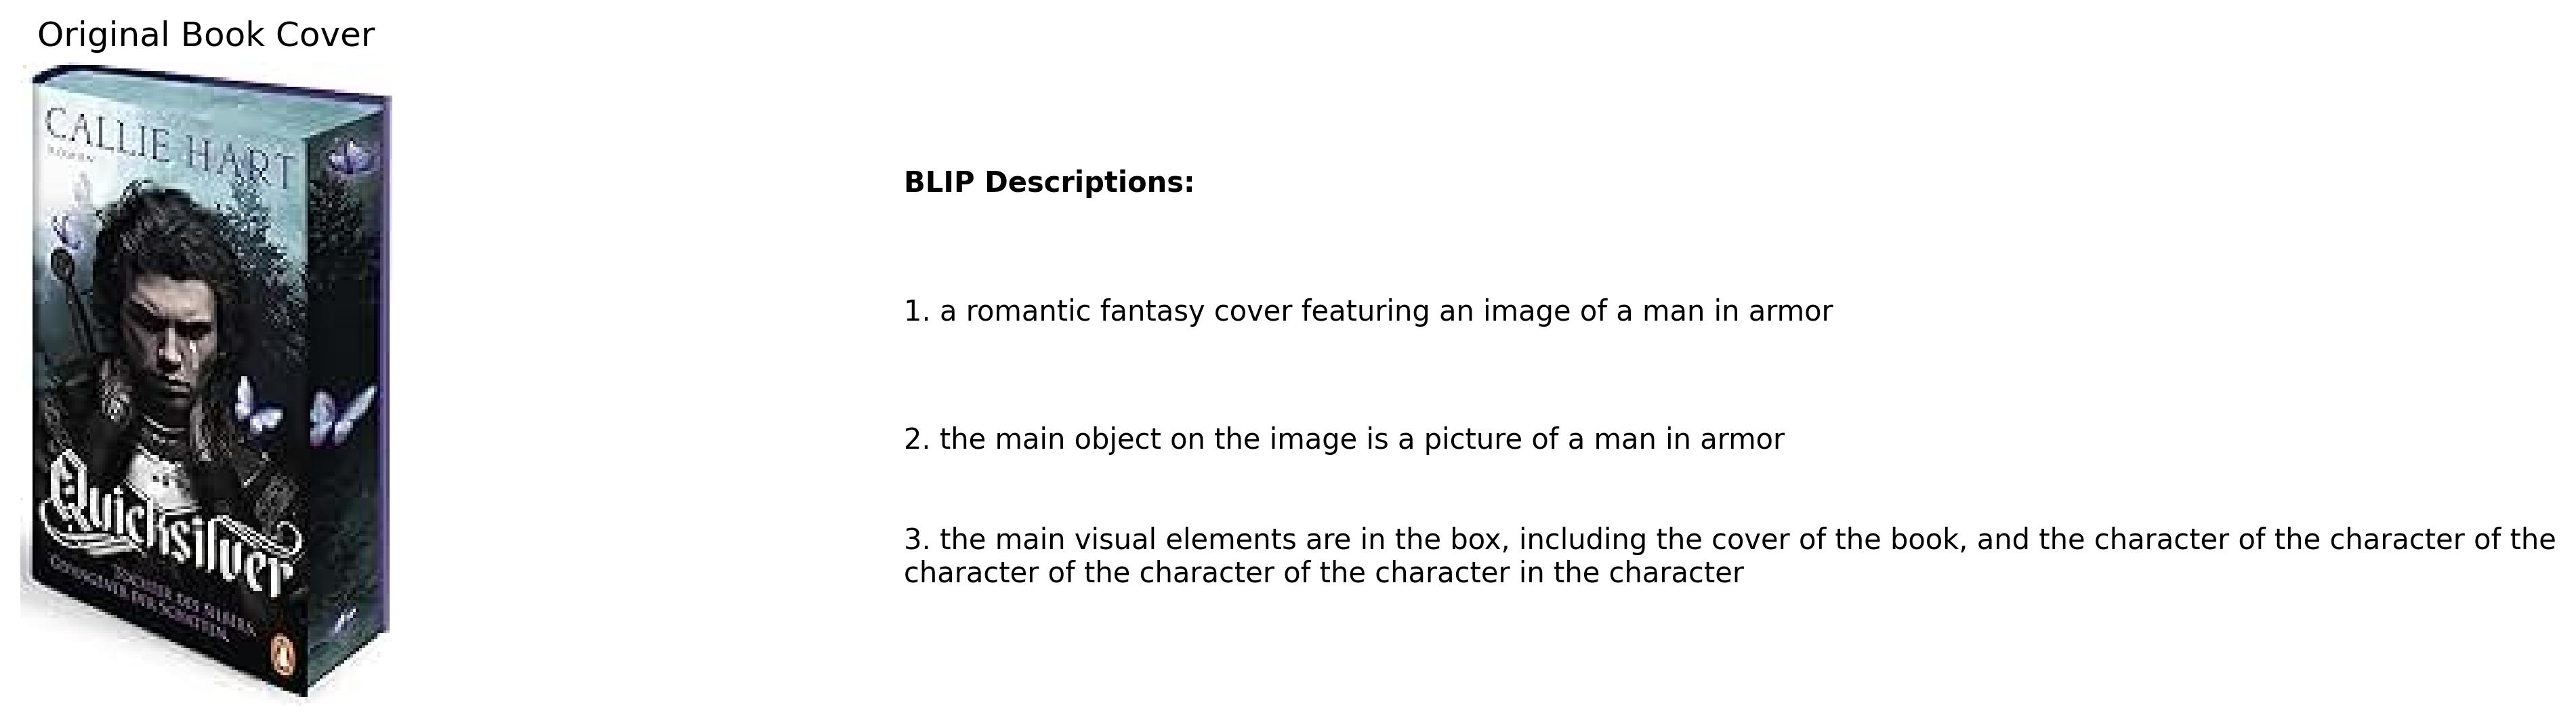 Original Book Cover
CALLIE HART
ROMAN
Quicksilver
TOCHTER DES SILBERS,
GEFANGENER DER SCHATTEN
BLIP Descriptions:
1. a romantic fantasy cover featuring an image of a man in armor
2. the main object on the image is a picture of a man in armor
3. the main visual elements are in the box, including the cover of the book, and the character of the character of the
character of the character of the character in the character